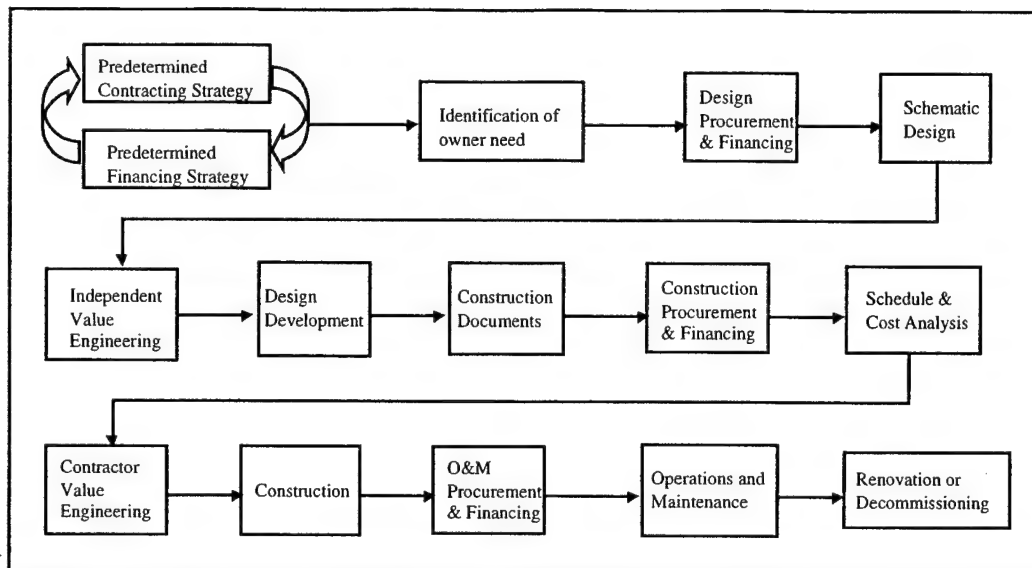 Predetermined
Contracting Strategy
Predetermined
Financing Strategy
Identification of
owner need
Design
Procurement
& Financing
Schematic
Design
Independent
Value
Engineering
Design
Development
Construction
Documents
Construction
Procurement
& Financing
Schedule &
Cost Analysis
Contractor
Value
Engineering
Construction
O&M
Procurement
& Financing
Operations and
Maintenance
Renovation or
Decommissioning